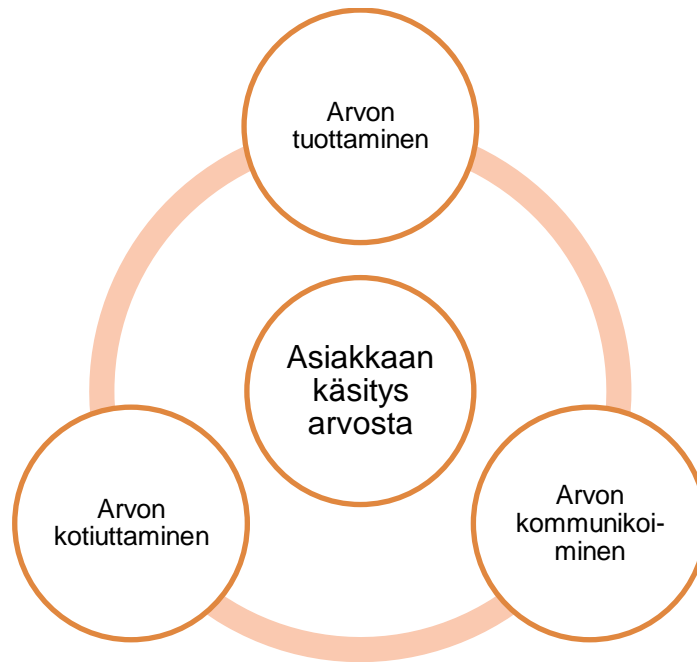 Arvon
tuottaminen
Asiakkaan
käsitys
arvosta
Arvon
kotiuttaminen
Arvon
kommunikoi-
minen